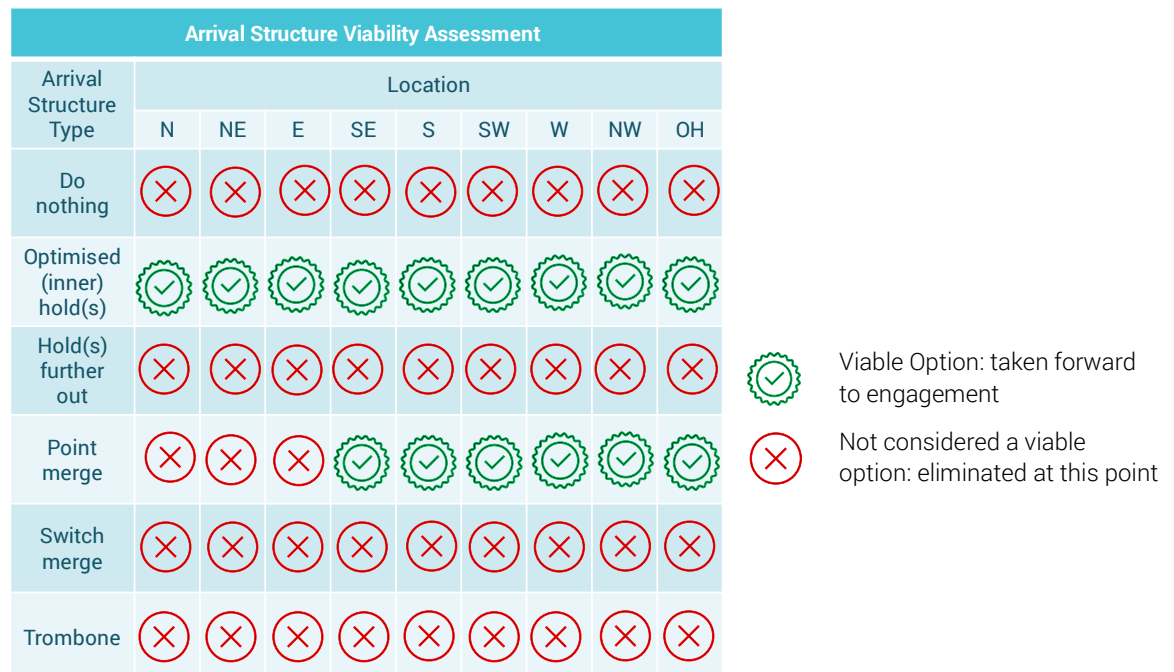 Arrival Structure Viability Assessment
Arrival
Structure
Type
Location
N NE E SE S SW W NW OH
Do
nothing
Optimised
(inner)
hold(s)
Hold(s)
further
out
Point
merge
Switch
merge
Trombone
Viable Option: taken forward
to engagement
Not considered a viable
option: eliminated at this point